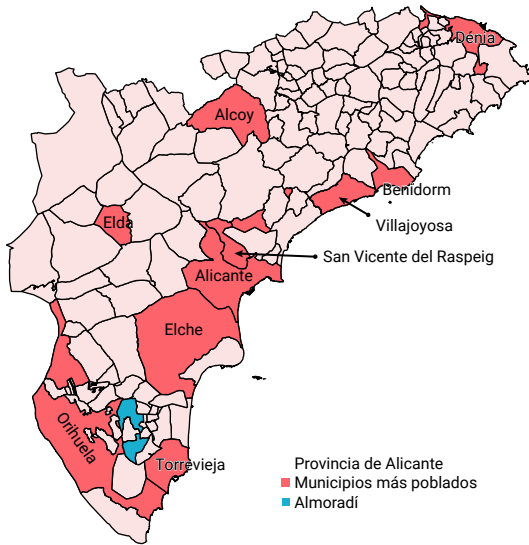 Dénia
Alcoy
Benidorm
Elda
Villajoyosa
San Vicente del Raspeig
Alicante
Elche
Orihuela
Torrevieja
Provincia de Alicante
Municipios más poblados
Almoradí